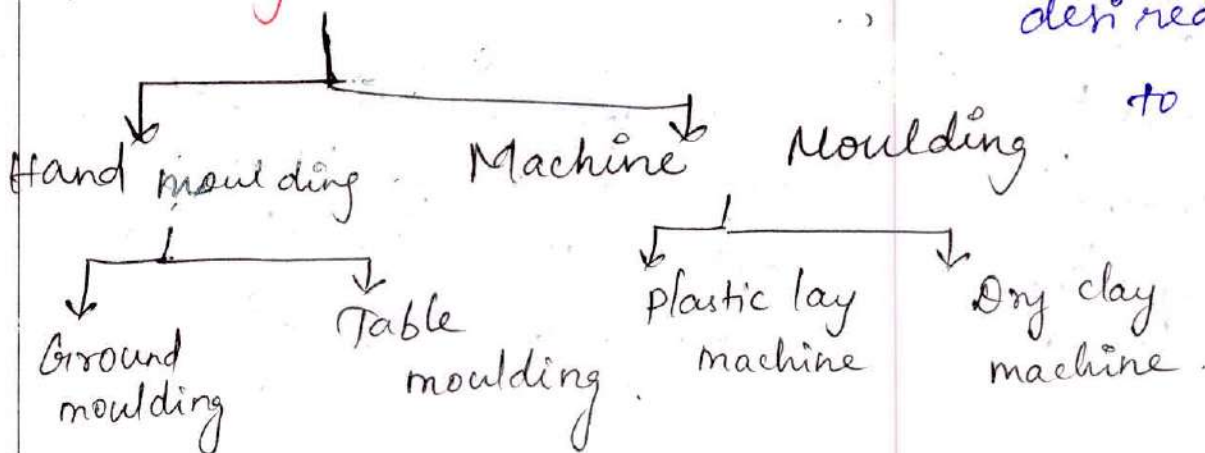 desired
to
Hand moulding. Machine Moulding.
Ground moulding
Table moulding.
Plastic lay machine
Dry clay machine.